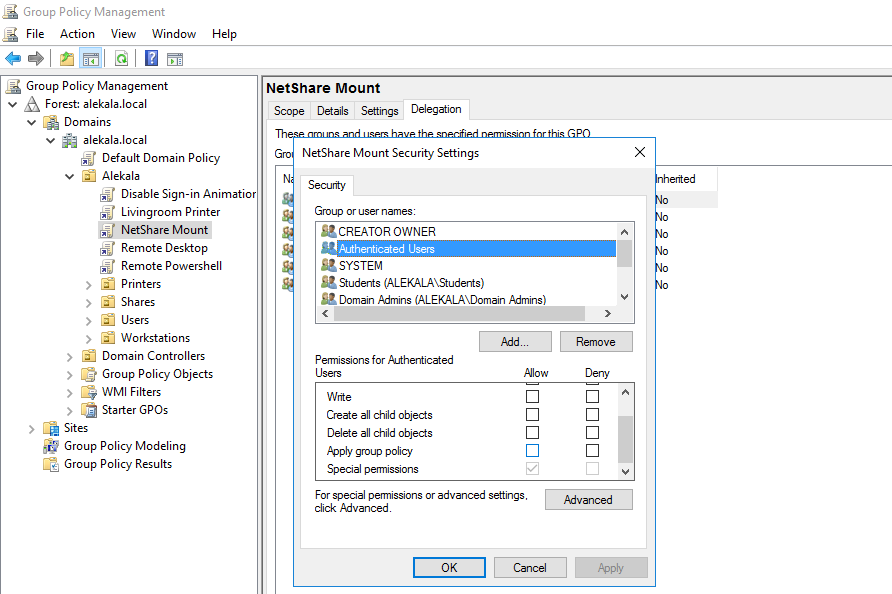 Group Policy Management
File Action View Window Help
Group Policy Management
Forest: alekala.local
Domains
alekala.local
Default Domain Policy
Alekala
Disable Sign-in Animation
Livingroom Printer
NetShare Mount
Remote Desktop
Remote Powershell
Printers
Shares
Users
Workstations
Domain Controllers
Group Policy Objects
WMI Filters
Starter GPOs
Sites
Group Policy Modeling
Group Policy Results
NetShare Mount
Scope Details Settings Delegation
These groups and users have the specified permission for this GPO
Grou
Na
Inherited
No
No
No
No
No
No
NetShare Mount Security Settings
Security
Group or user names:
CREATOR OWNER
Authenticated Users
SYSTEM
Students (ALEKALA\Students)
Domain Admins (ALEKALA\Domain Admins)
Add... Remove
Permissions for Authenticated
Users Allow Deny
Write
Create all child objects
Delete all child objects
Apply group policy
Special permissions
For special permissions or advanced settings,
click Advanced.
Advanced
OK Cancel Apply